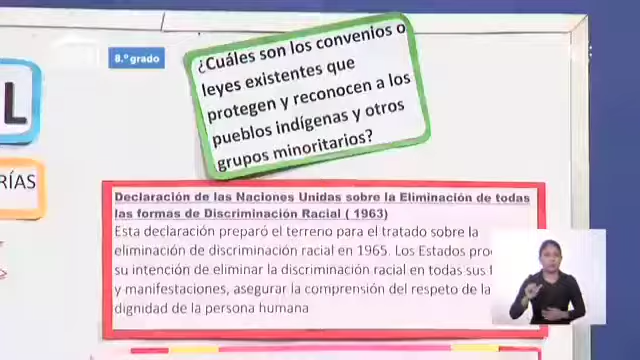 8.º grado
¿Cuáles son los convenios o
leyes existentes que
protegen y reconocen a los
pueblos indígenas y otros
grupos minoritarios?
L
RÍAS
Declaración de las Naciones Unidas sobre la Eliminación de todas
las formas de Discriminación Racial ( 1963)
Esta declaración preparó el terreno para el tratado sobre la
eliminación de discriminación racial en 1965. Los Estados
su intención de eliminar la discriminación racial en todas sus
y manifestaciones, asegurar la comprensión del respeto de la
dignidad de la persona humana